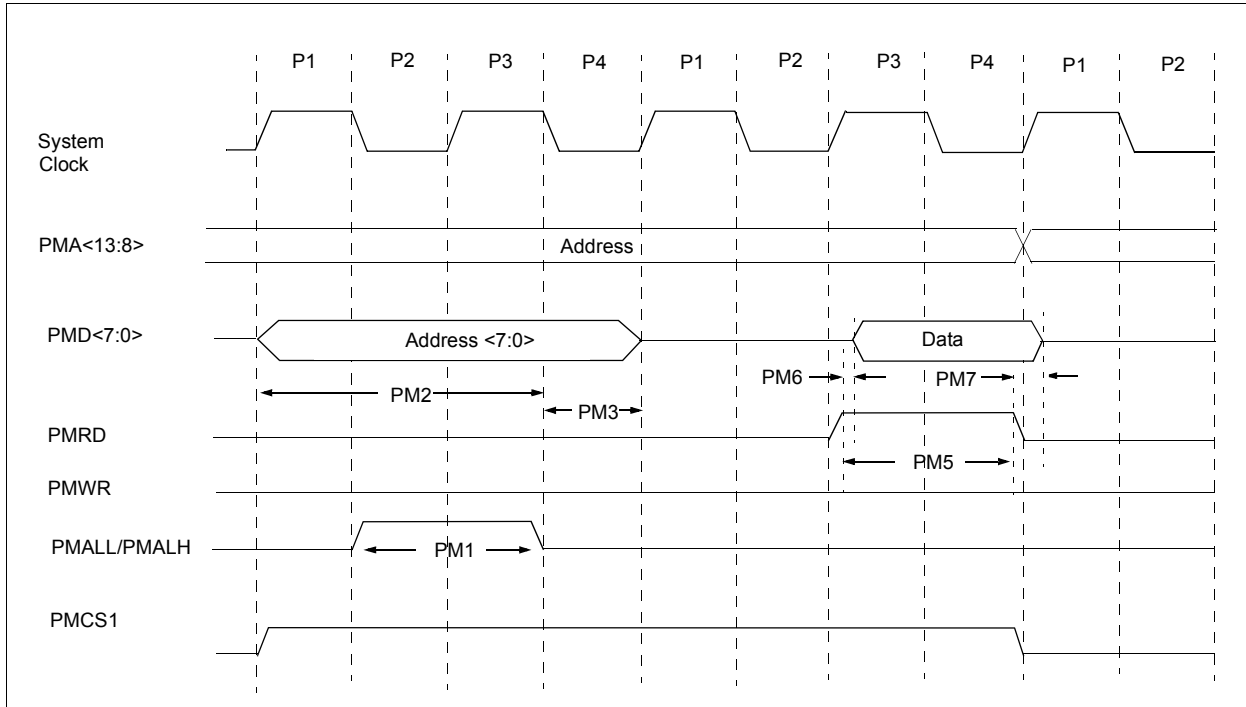 P1 P2 P3 P4 P1 P2 P3 P4 P1 P2
System
Clock
PMA<13:8>
Address
PMD<7:0>
Address <7:0>
Data
PM6
PM7
PM2
PM3
PMRD
PM5
PMWR
PMALL/PMALH
PM1
PMCS1